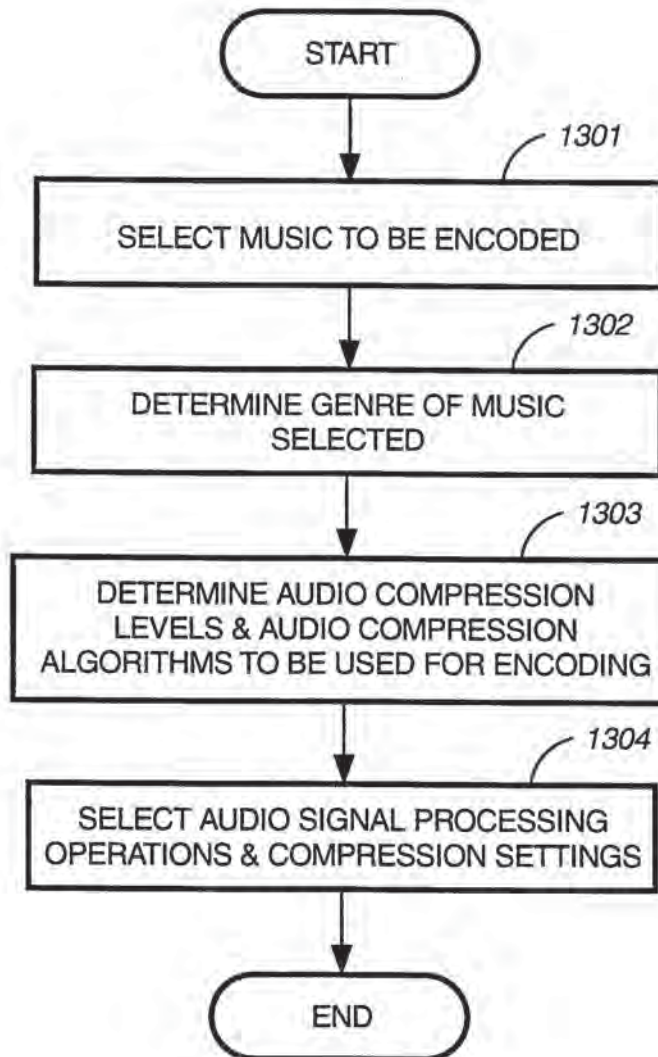 START
1301
SELECT MUSIC TO BE ENCODED
1302
DETERMINE GENRE OF MUSIC
SELECTED
1303
DETERMINE AUDIO COMPRESSION
LEVELS & AUDIO COMPRESSION
ALGORITHMS TO BE USED FOR ENCODING
1304
SELECT AUDIO SIGNAL PROCESSING
OPERATIONS & COMPRESSION SETTINGS
END